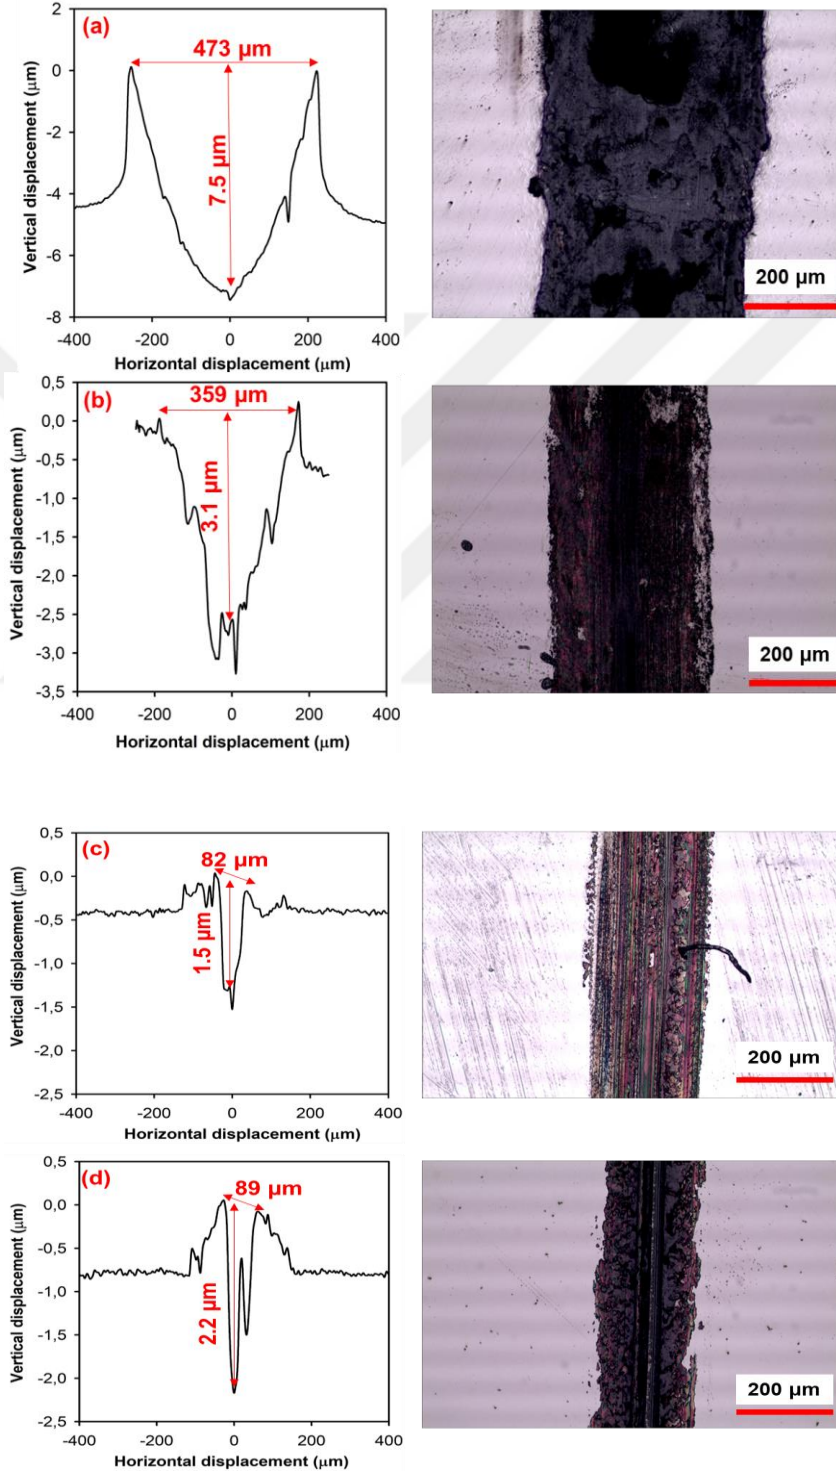 (a)
473 µm
7.5 µm
2
0
-2
-4
-6
-8
-400 -200 0 200 400
Vertical displacement (µm)
Horizontal displacement (µm)
200 µm
(b)
359 µm
3.1 µm
0,5
0,0
-0,5
-1,0
-1,5
-2,0
-2,5
-3,0
-3,5
-400 -200 0 200 400
Vertical displacement (µm)
Horizontal displacement (µm)
200 µm
(c)
82 µm
1.5 µm
0,5
0,0
-0,5
-1,0
-1,5
-2,0
-2,5
-400 -200 0 200 400
Vertical displacement (µm)
Horizontal displacement (µm)
200 µm
(d)
89 µm
2.2 µm
0,5
0,0
-0,5
-1,0
-1,5
-2,0
-2,5
-400 -200 0 200 400
Vertical displacement (µm)
Horizontal displacement (µm)
200 µm